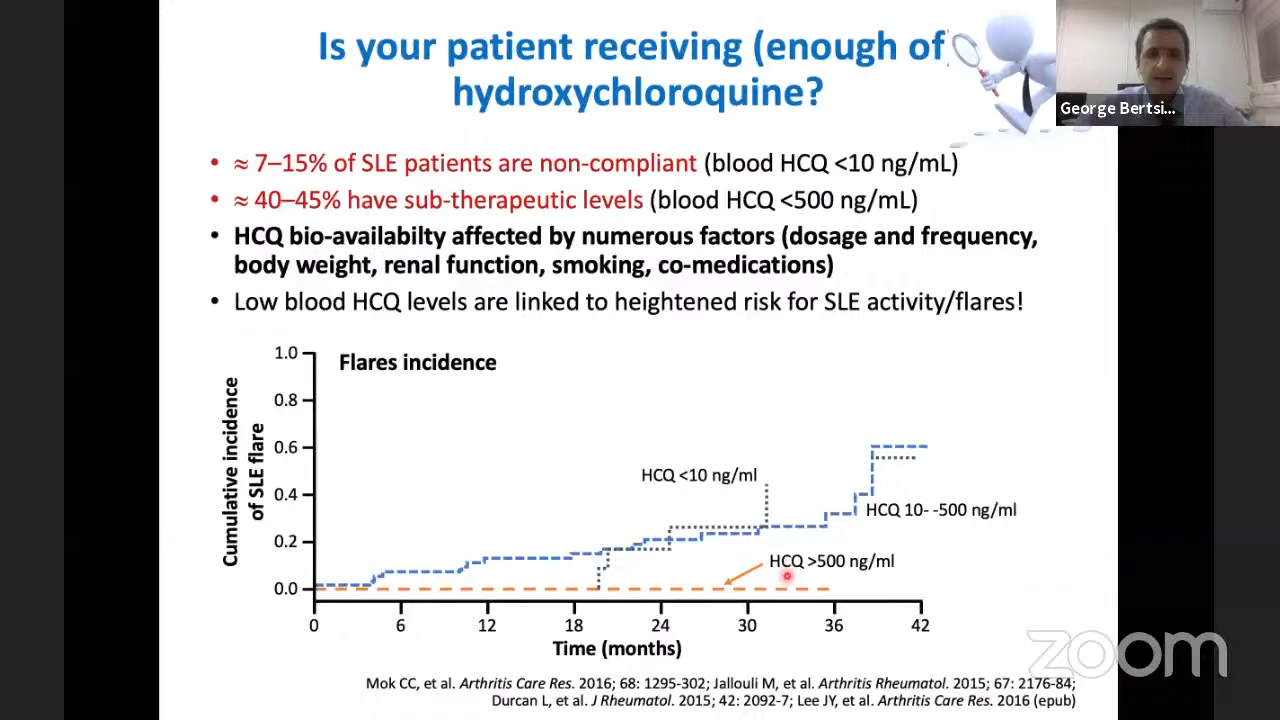 Is your patient receiving (enough of)
hydroxychloroquine?
George Bertsi...
• ≈ 7–15% of SLE patients are non-compliant (blood HCQ <10 ng/mL)
• ≈ 40–45% have sub-therapeutic levels (blood HCQ <500 ng/mL)
• HCQ bio-availabilty affected by numerous factors (dosage and frequency,
body weight, renal function, smoking, co-medications)
• Low blood HCQ levels are linked to heightened risk for SLE activity/flares!
Flares incidence
Cumulative incidence
of SLE flare
1.0
0.8
0.6
0.4
0.2
0.0
HCQ <10 ng/ml
HCQ 10- -500 ng/ml
HCQ >500 ng/ml
0 6 12 18 24 30 36 42
Time (months)
zoom
Mok CC, et al. Arthritis Care Res. 2016; 68: 1295-302; Jallouli M, et al. Arthritis Rheumatol. 2015; 67: 2176-84;
Durcan L, et al. J Rheumatol. 2015; 42: 2092-7; Lee JY, et al. Arthritis Care Res. 2016 (epub)